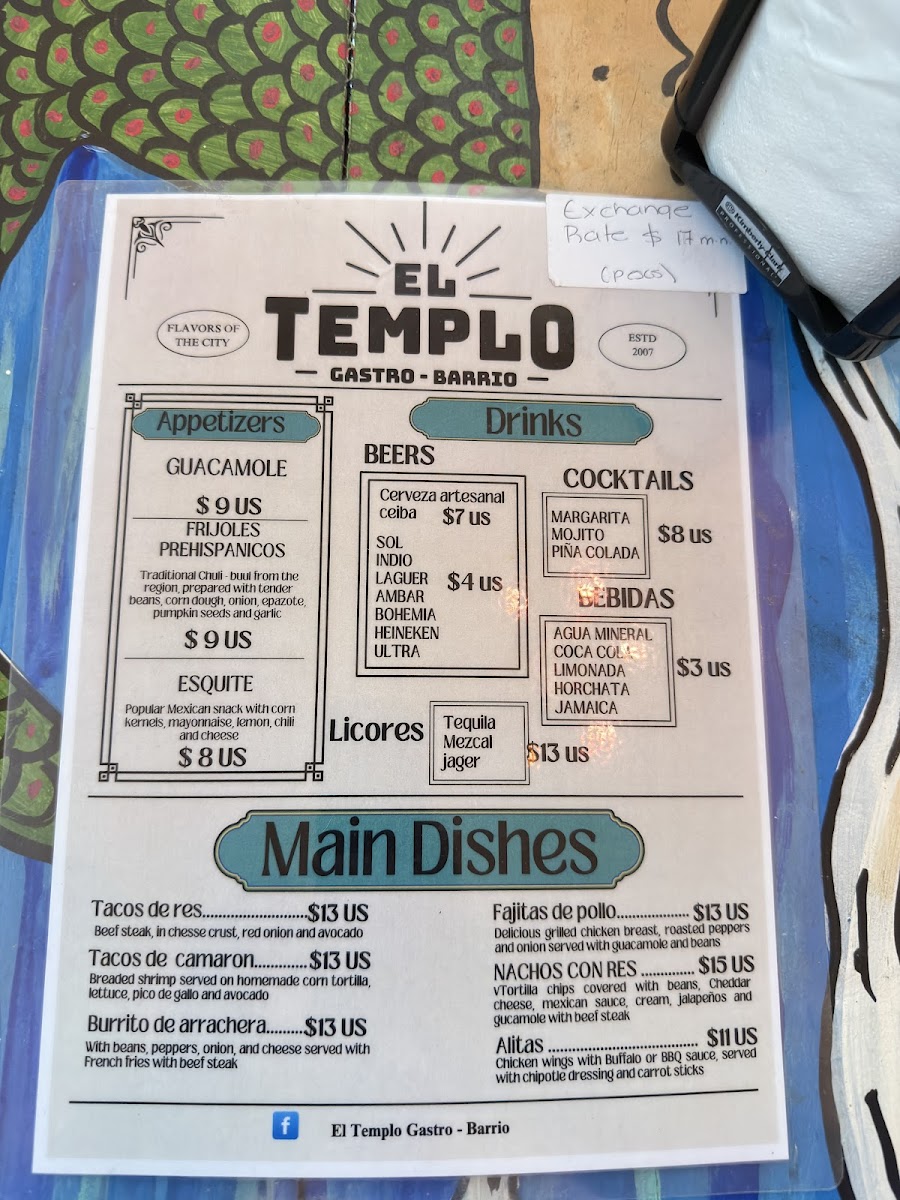 Exchange
Rate $ 17 m.n.
(pesos)
Kimberly-Clark
PROFESSIONAL
EL
TEMPLO
GASTRO - BARRIO
FLAVORS OF
THE CITY
ESTD
2007
Appetizers
GUACAMOLE
$ 9 US
FRIJOLES
PREHISPANICOS
Traditional Chuli - buul from the
region, prepared with tender
beans, corn dough, onion, epazote,
pumpkin seeds and garlic
$ 9 US
ESQUITE
Popular Mexican snack with corn
kernels, mayonnaise, lemon, chili
and cheese
$ 8 US
Drinks
BEERS
Cerveza artesanal
ceiba $7 us
SOL
INDIO
LAGUER
AMBAR
BOHEMIA
HEINEKEN
ULTRA
$4 us
COCKTAILS
MARGARITA
MOJITO
PIÑA COLADA
$8 us
BEBIDAS
AGUA MINERAL
COCA COLA
LIMONADA
HORCHATA
JAMAICA
$3 us
Licores
Tequila
Mezcal
jager
$13 us
Main Dishes
Tacos de res..........................$13 US
Beef steak, in chesse crust, red onion and avocado
Tacos de camaron.............$13 US
Breaded shrimp served on homemade corn tortilla,
lettuce, pico de gallo and avocado
Burrito de arrachera.........$13 US
With beans, peppers, onion, and cheese served with
French fries with beef steak
Fajitas de pollo................... $13 US
Delicious grilled chicken breast, roasted peppers
and onion served with guacamole and beans
NACHOS CON RES .............. $15 US
vTortilla chips covered with beans, Cheddar
cheese, mexican sauce, cream, jalapeños and
gucamole with beef steak
Alitas ....................................... $11 US
Chicken wings with Buffalo or BBQ sauce, served
with chipotle dressing and carrot sticks
f
El Templo Gastro - Barrio